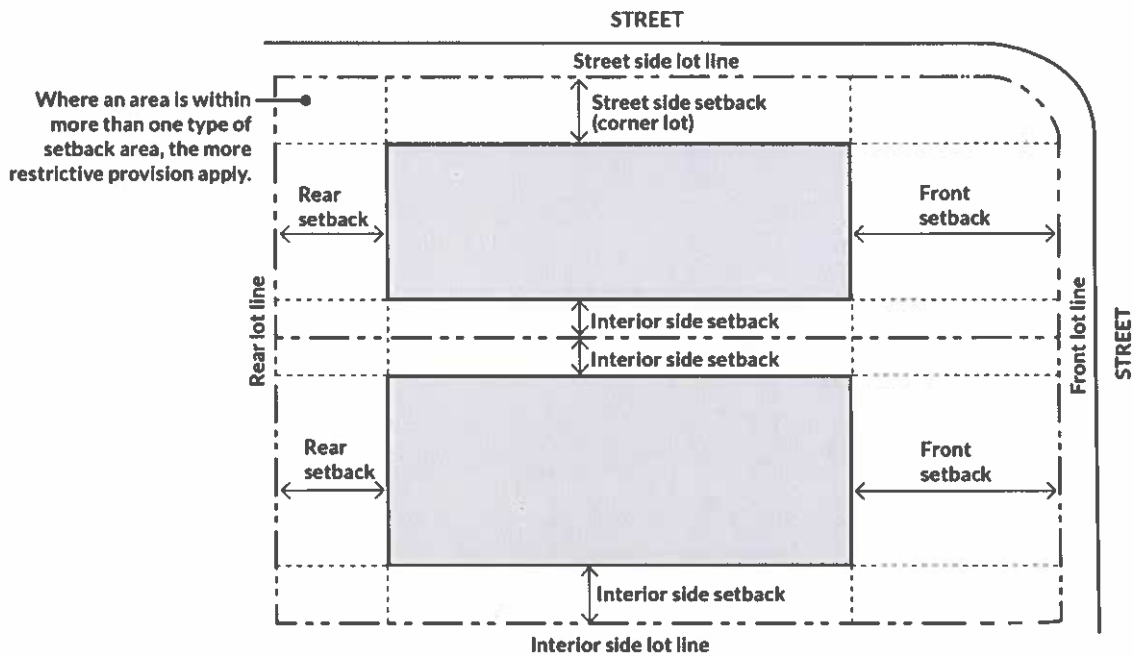 STREET
Street side lot line
Where an area is within
more than one type of
setback area, the more
restrictive provision apply.
Street side setback
(corner lot)
Rear
setback
Front
setback
Rear lot line
Interior side setback
Interior side setback
Front lot line
STREET
Rear
setback
Front
setback
Interior side setback
Interior side lot line